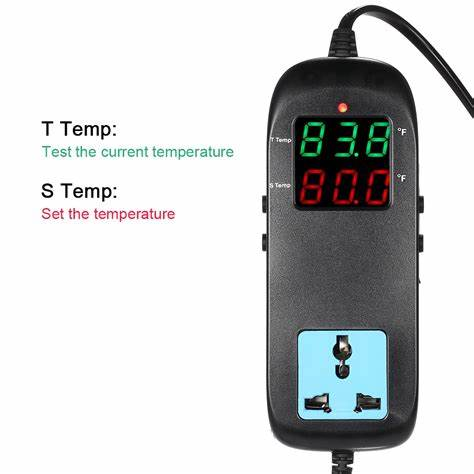 T Temp:
Test the current temperature
S Temp:
Set the temperature
T Temp 83.8 °F
S Temp 80.0 °F